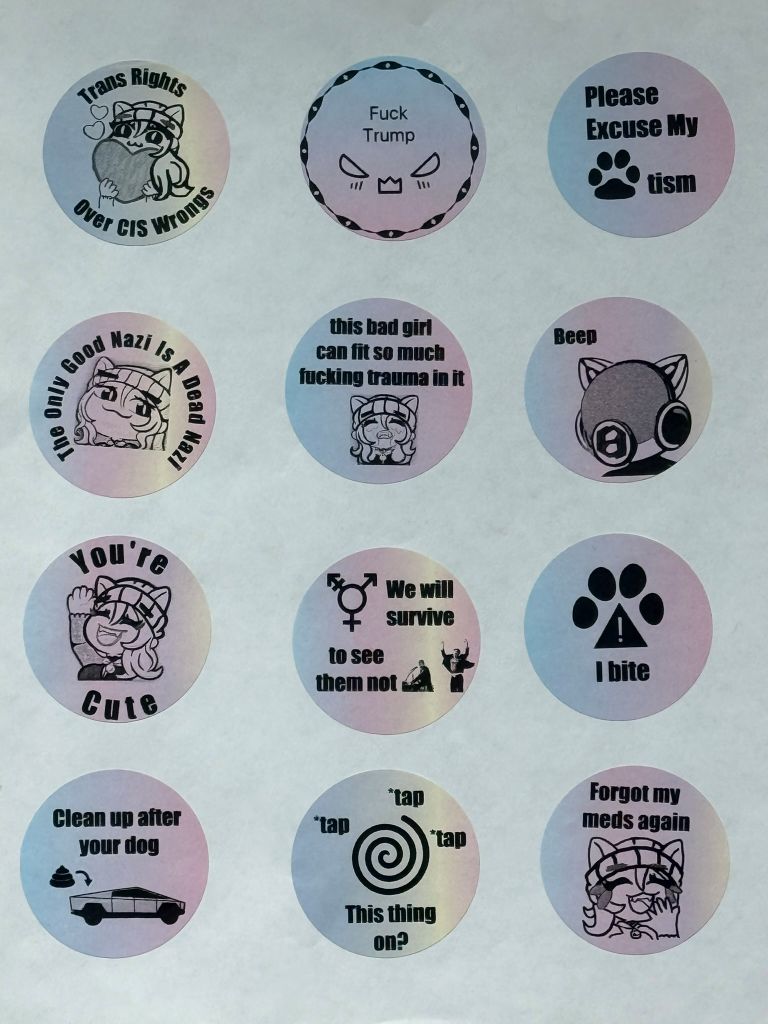 Trans Rights
Over CIS Wrongs
Fuck
Trump
Please
Excuse My
tism
The Only Good Nazi Is A Dead Nazi
this bad girl
can fit so much
fucking trauma in it
Beep
You're
Cute
We will
survive
to see
them not
!
I bite
Clean up after
your dog
*tap
*tap
*tap
This thing
on?
Forgot my
meds again